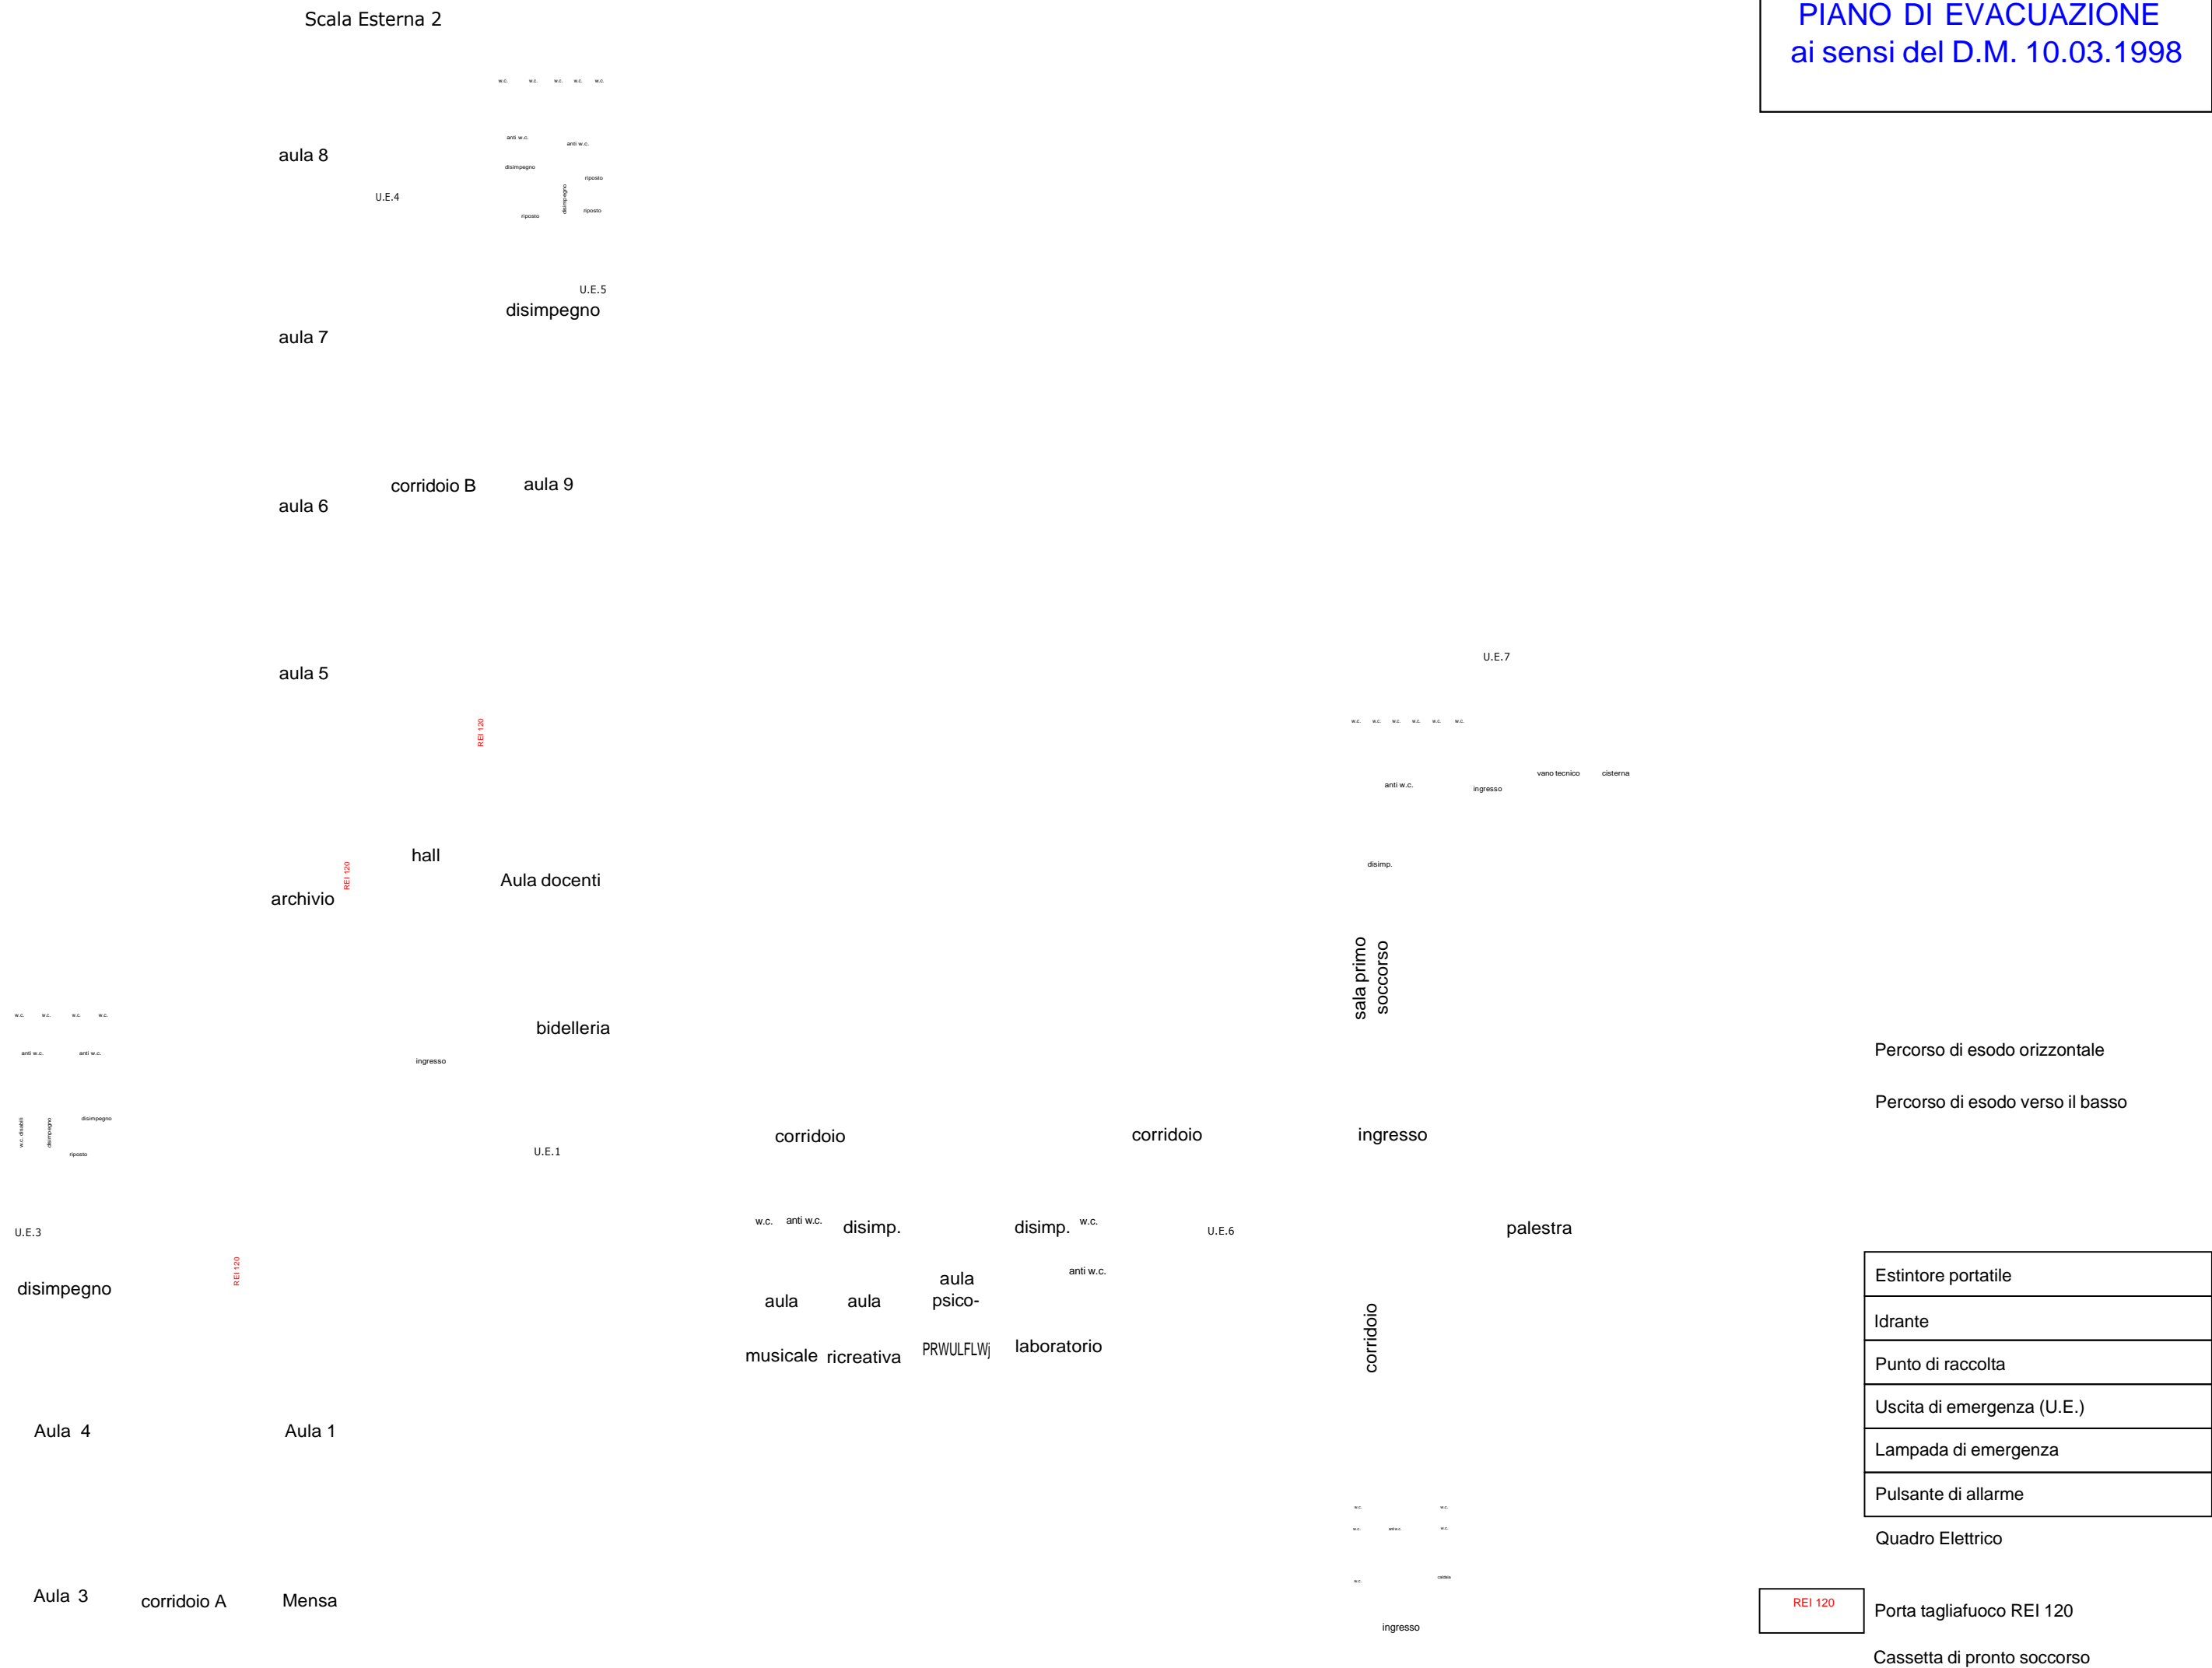 Scala Esterna 2
PIANO DI EVACUAZIONE
ai sensi del D.M. 10.03.1998
w.c. w.c. w.c. w.c. w.c.
anti w.c.
anti w.c.
aula 8
disimpegno
riposto
U.E.4
disimpegno
riposto
riposto
U.E.5
disimpegno
aula 7
corridoio B
aula 9
aula 6
U.E.7
aula 5
REI 120
w.c. w.c. w.c. w.c. w.c. w.c.
vano tecnico
cisterna
anti w.c.
ingresso
hall
disimp.
REI 120
Aula docenti
archivio
sala primo
soccorso
w.c. w.c. w.c. w.c.
bidelleria
anti w.c.
anti w.c.
ingresso
Percorso di esodo orizzontale
Percorso di esodo verso il basso
w.c. disabili
disimpegno
disimpegno
riposto
corridoio
corridoio
ingresso
U.E.1
w.c.
anti w.c.
disimp.
disimp.
w.c.
U.E.6
palestra
U.E.3
REI 120
disimpegno
anti w.c.
aula
psico-
aula
aula
PRWULFLWj
laboratorio
musicale
ricreativa
corridoio
Estintore portatile
Idrante
Punto di raccolta
Uscita di emergenza (U.E.)
Lampada di emergenza
Pulsante di allarme
Quadro Elettrico
Aula 4
Aula 1
w.c.
w.c.
w.c.
anti w.c.
w.c.
w.c.
Aula 3
corridoio A
Mensa
ingresso
REI 120
Porta tagliafuoco REI 120
Cassetta di pronto soccorso